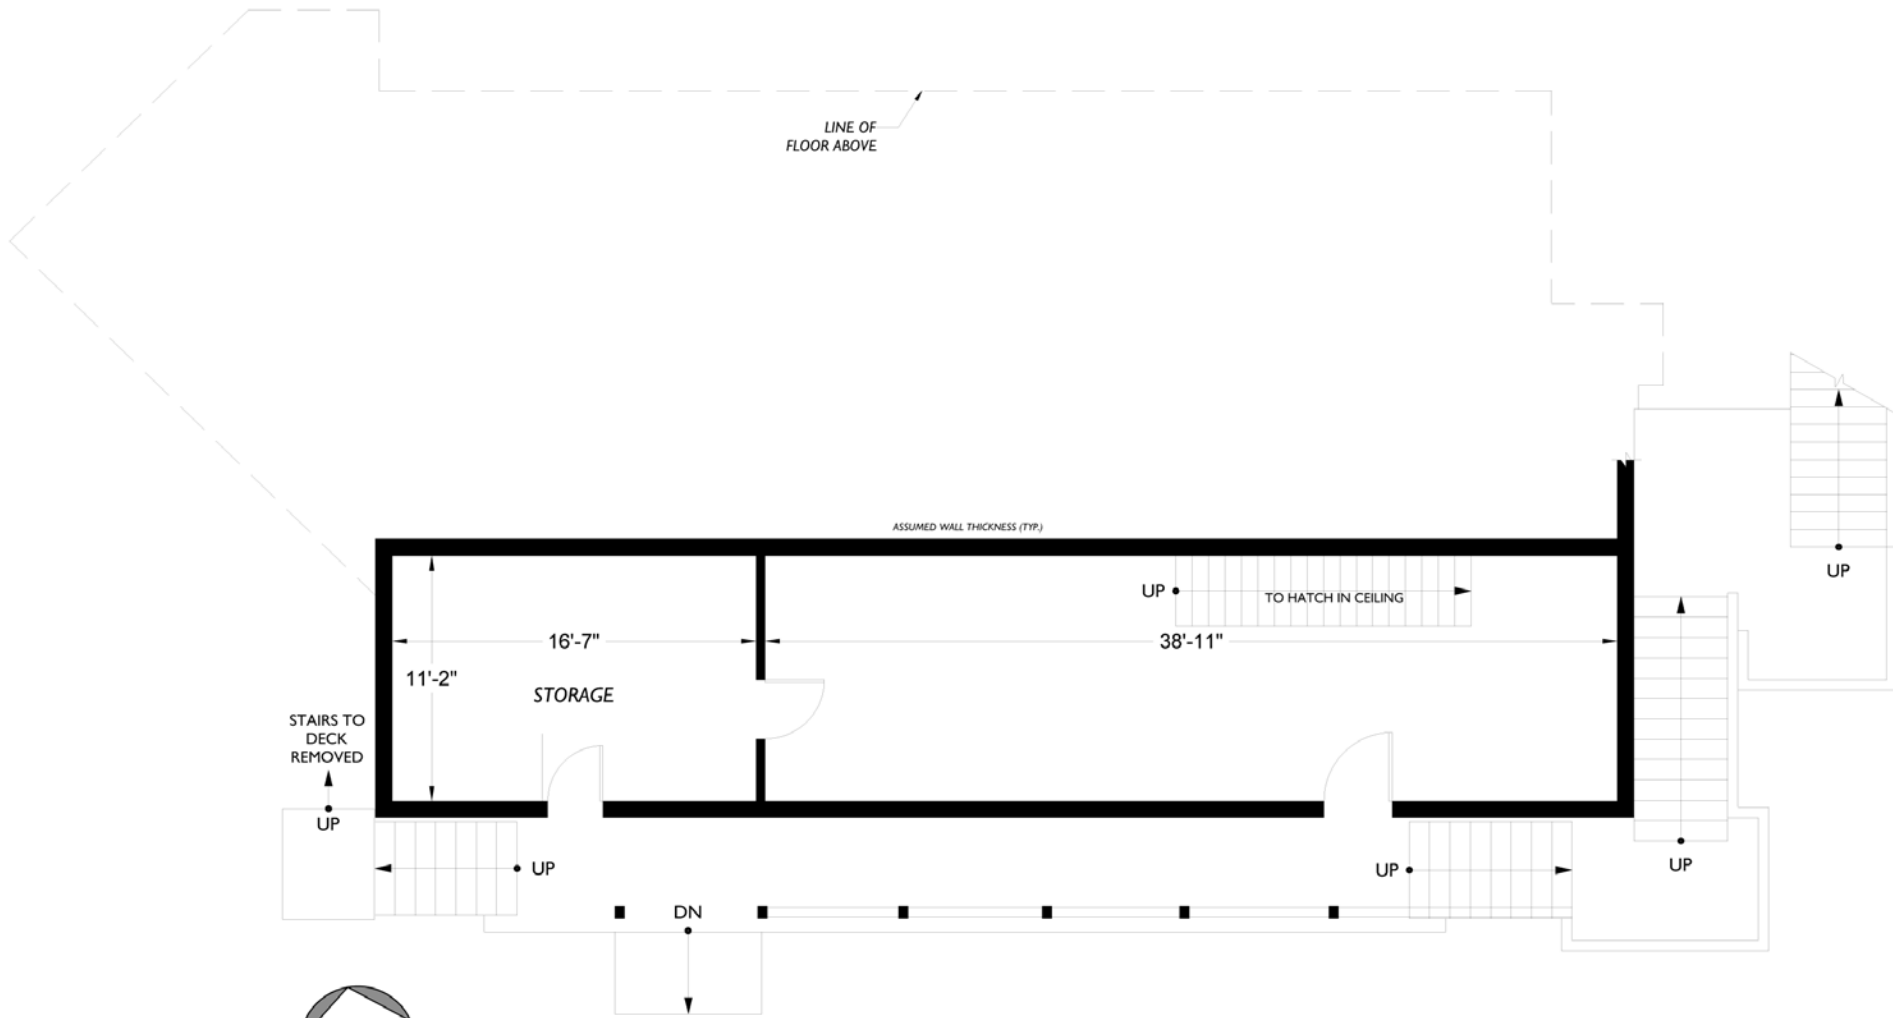 LINE OF
FLOOR ABOVE
ASSUMED WALL THICKNESS (TYP.)
UP
TO HATCH IN CEILING
UP
16'-7"
38'-11"
11'-2"
STORAGE
STAIRS TO
DECK
REMOVED
UP
UP
UP
UP
DN